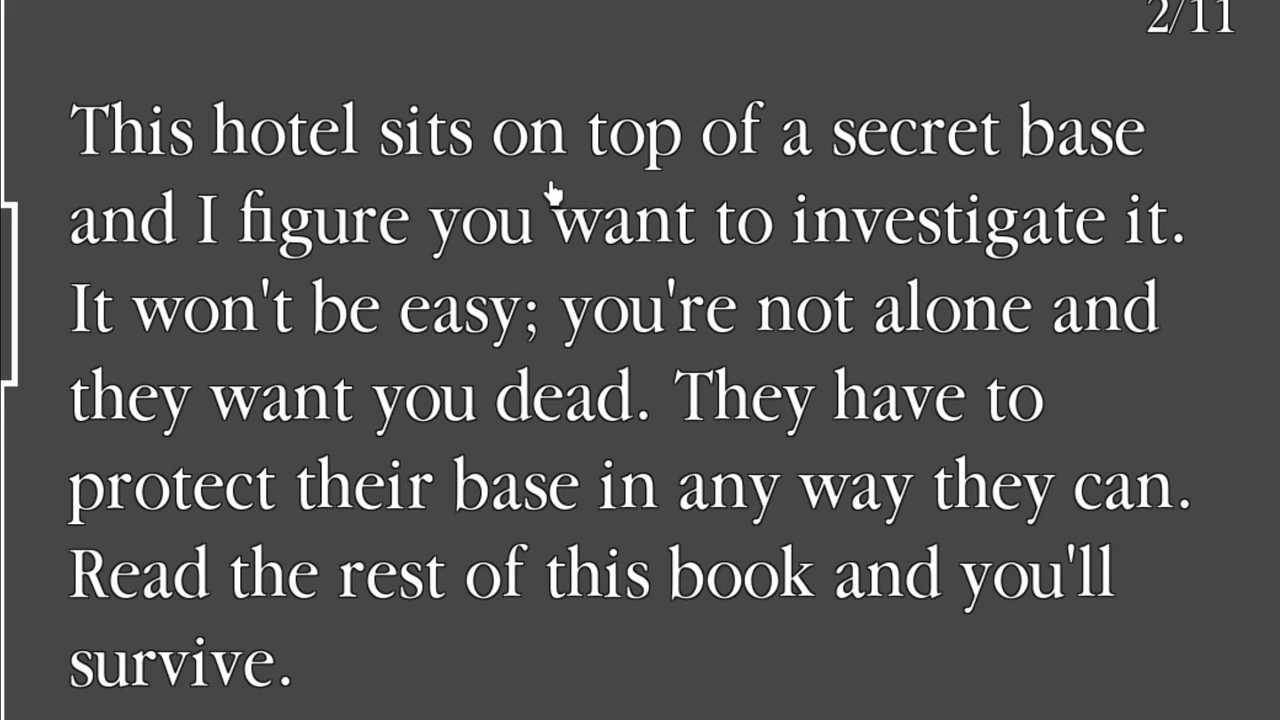 2/11
This hotel sits on top of a secret base
and I figure you want to investigate it.
It won't be easy; you're not alone and
they want you dead. They have to
protect their base in any way they can.
Read the rest of this book and you'll
survive.